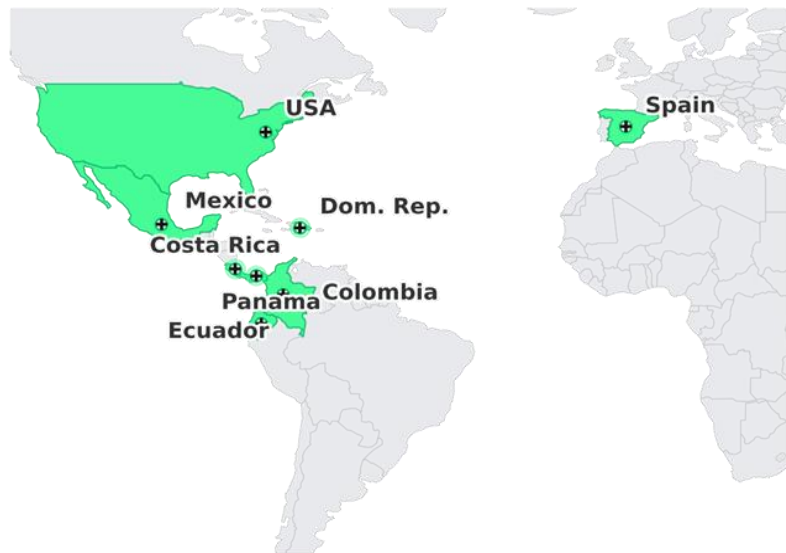 USA
Spain
Mexico
Dom. Rep.
Costa Rica
Colombia
Panama
Ecuador